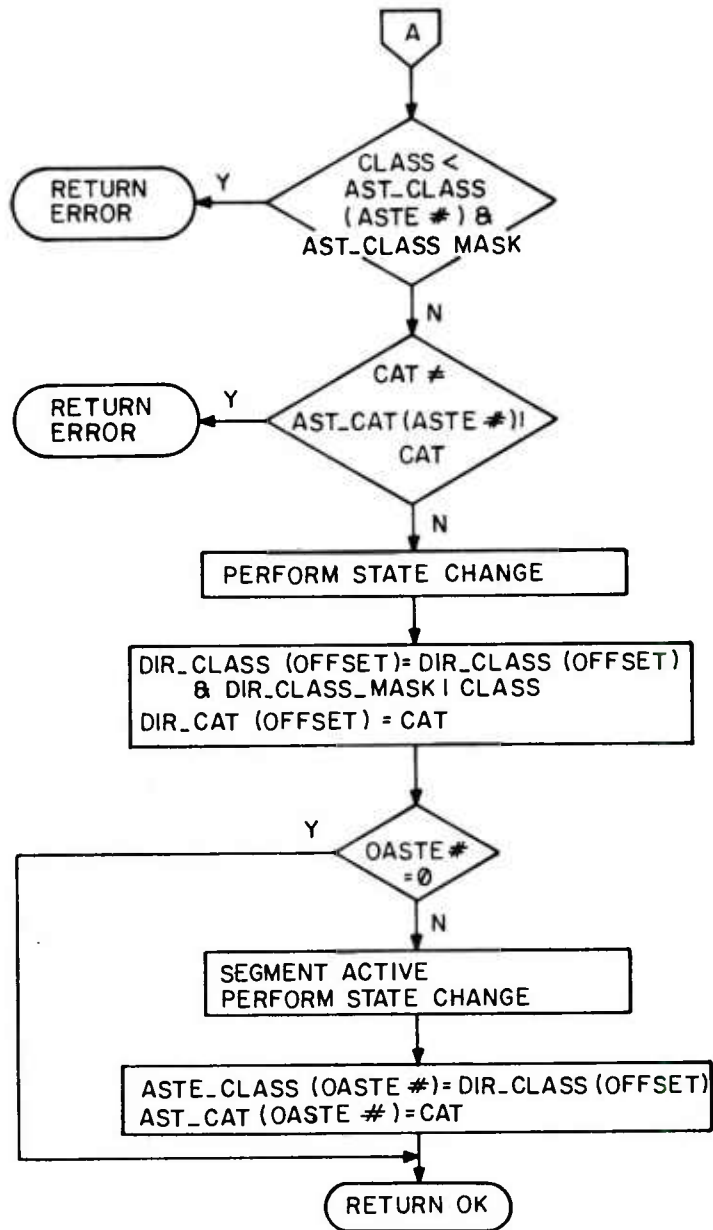 A
CLASS <
AST_CLASS
(ASTE #) &
AST_CLASS MASK
Y
RETURN
ERROR
N
CAT ≠
AST_CAT (ASTE #) |
CAT
Y
RETURN
ERROR
N
PERFORM STATE CHANGE
DIR_CLASS (OFFSET) = DIR_CLASS (OFFSET)
& DIR_CLASS_MASK | CLASS
DIR_CAT (OFFSET) = CAT
Y
OASTE #
= Ø
N
SEGMENT ACTIVE
PERFORM STATE CHANGE
ASTE_CLASS (OASTE #) = DIR_CLASS (OFFSET)
AST_CAT (OASTE #) = CAT
RETURN OK